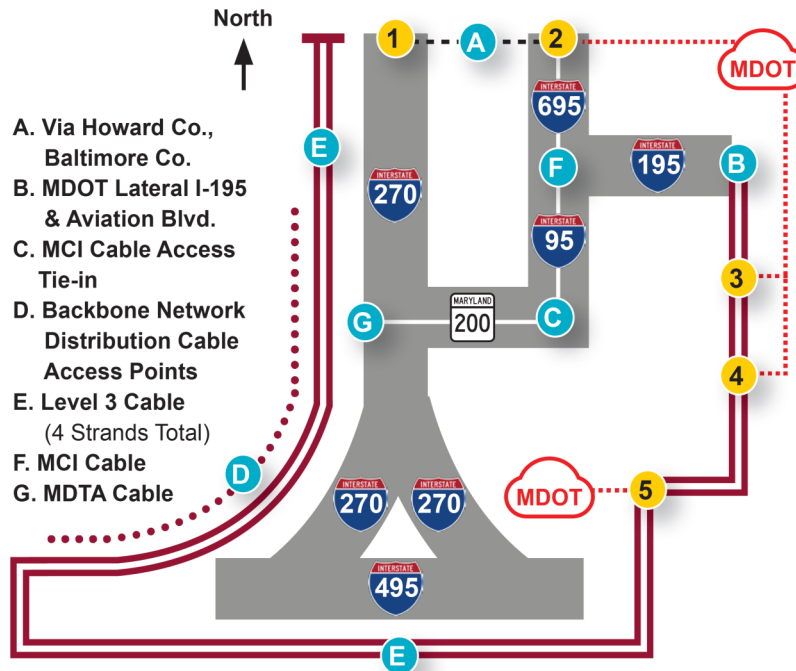 North
1
A
2
MDOT
INTERSTATE
695
E
F
INTERSTATE
195
B
INTERSTATE
270
INTERSTATE
95
A. Via Howard Co.,
Baltimore Co.
B. MDOT Lateral I-195
& Aviation Blvd.
C. MCI Cable Access
Tie-in
D. Backbone Network
Distribution Cable
Access Points
E. Level 3 Cable
(4 Strands Total)
F. MCI Cable
G. MDTA Cable
3
G
MARYLAND
200
C
4
D
MDOT
5
INTERSTATE
270
INTERSTATE
270
INTERSTATE
495
E